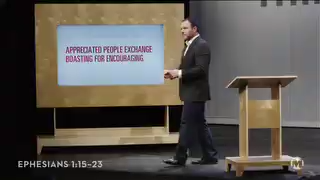 APPRECIATED PEOPLE EXCHANGE
BOASTING FOR ENCOURAGING
EPHESIANS 1:15-23
M